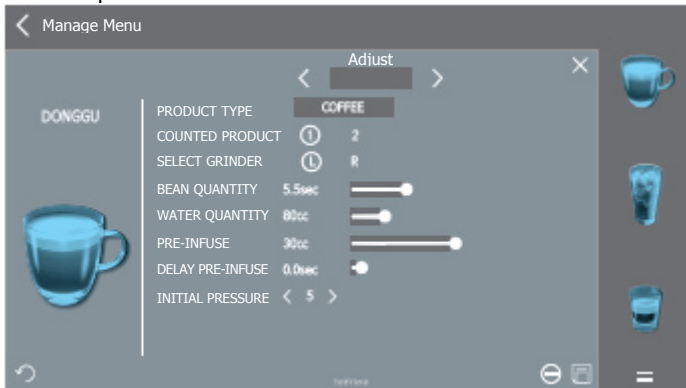 Manage Menu
Adjust
DONGGU
PRODUCT TYPE COFFEE
COUNTED PRODUCT 1 2
SELECT GRINDER L R
BEAN QUANTITY 5.5sec
WATER QUANTITY 80cc
PRE-INFUSE 30cc
DELAY PRE-INFUSE 0.0sec
INITIAL PRESSURE < 5 >